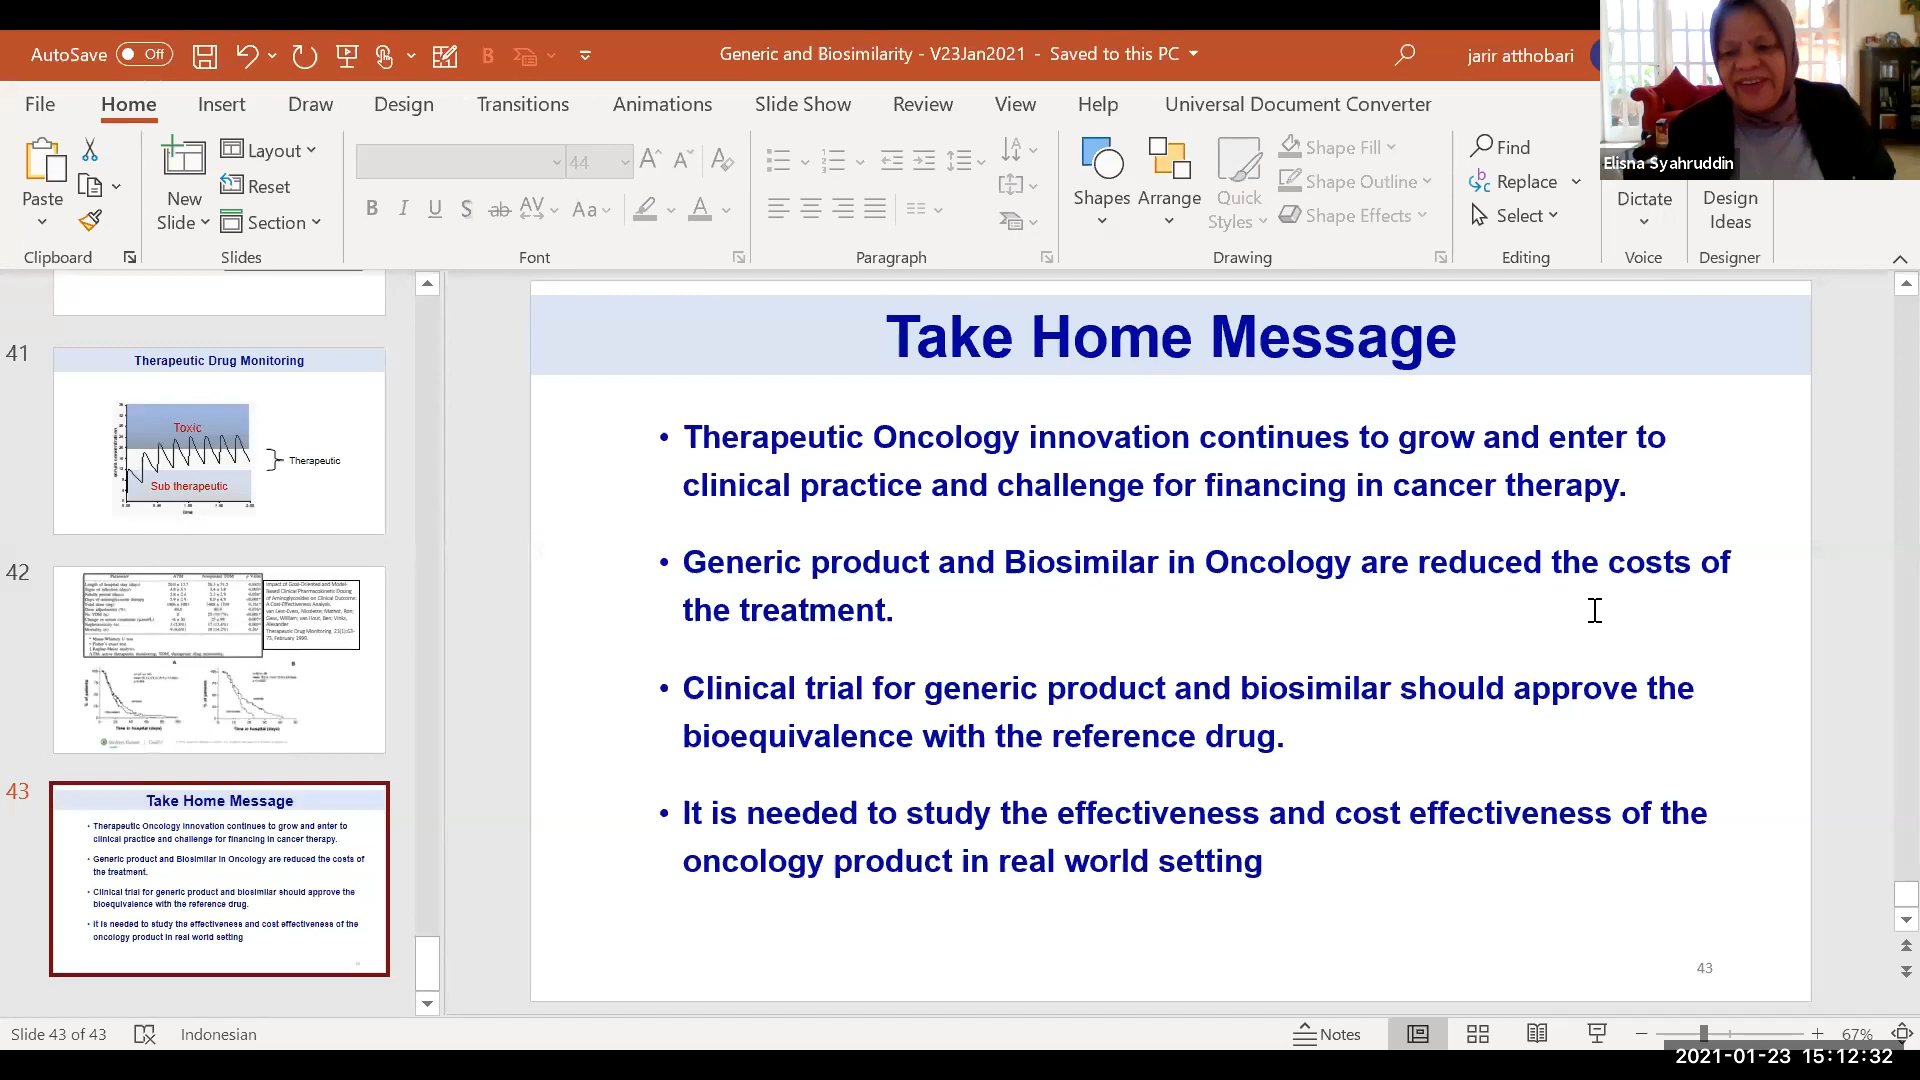 AutoSave Off
Generic and Biosimilarity - V23Jan2021 - Saved to this PC
jarir atthobari
Elisna Syahruddin
File Home Insert Draw Design Transitions Animations Slide Show Review View Help Universal Document Converter
Paste
Clipboard
New Slide
Layout
Reset
Section
Slides
44
Font
Paragraph
Shapes
Arrange
Quick Styles
Shape Fill
Shape Outline
Shape Effects
Drawing
Find
Replace
Select
Editing
Dictate
Voice
Design Ideas
Designer
41
Therapeutic Drug Monitoring
Toxic
Therapeutic
Sub therapeutic
time
42
43
Take Home Message
• Therapeutic Oncology innovation continues to grow and enter to
clinical practice and challenge for financing in cancer therapy.
• Generic product and Biosimilar in Oncology are reduced the costs of
the treatment.
• Clinical trial for generic product and biosimilar should approve the
bioequivalence with the reference drug.
• It is needed to study the effectiveness and cost effectiveness of the
oncology product in real world setting
Take Home Message
• Therapeutic Oncology innovation continues to grow and enter to
clinical practice and challenge for financing in cancer therapy.
• Generic product and Biosimilar in Oncology are reduced the costs of
the treatment.
• Clinical trial for generic product and biosimilar should approve the
bioequivalence with the reference drug.
• It is needed to study the effectiveness and cost effectiveness of the
oncology product in real world setting
43
Slide 43 of 43
Indonesian
Notes
67%
2021-01-23 15:12:32